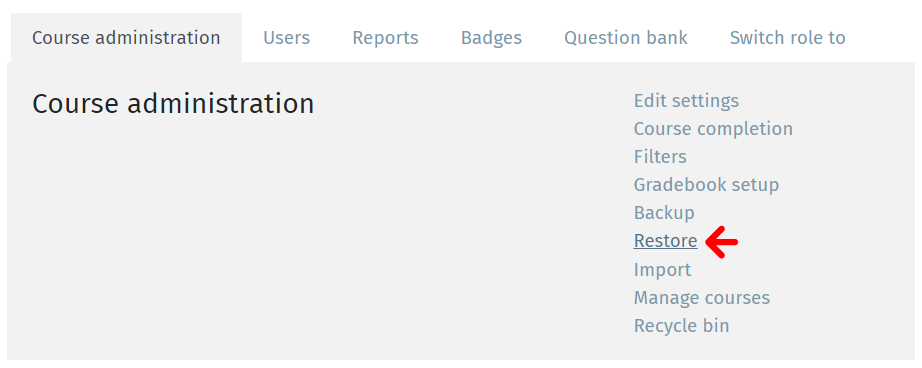 Course administration Users Reports Badges Question bank Switch role to
Course administration
Edit settings
Course completion
Filters
Gradebook setup
Backup
Restore
Import
Manage courses
Recycle bin